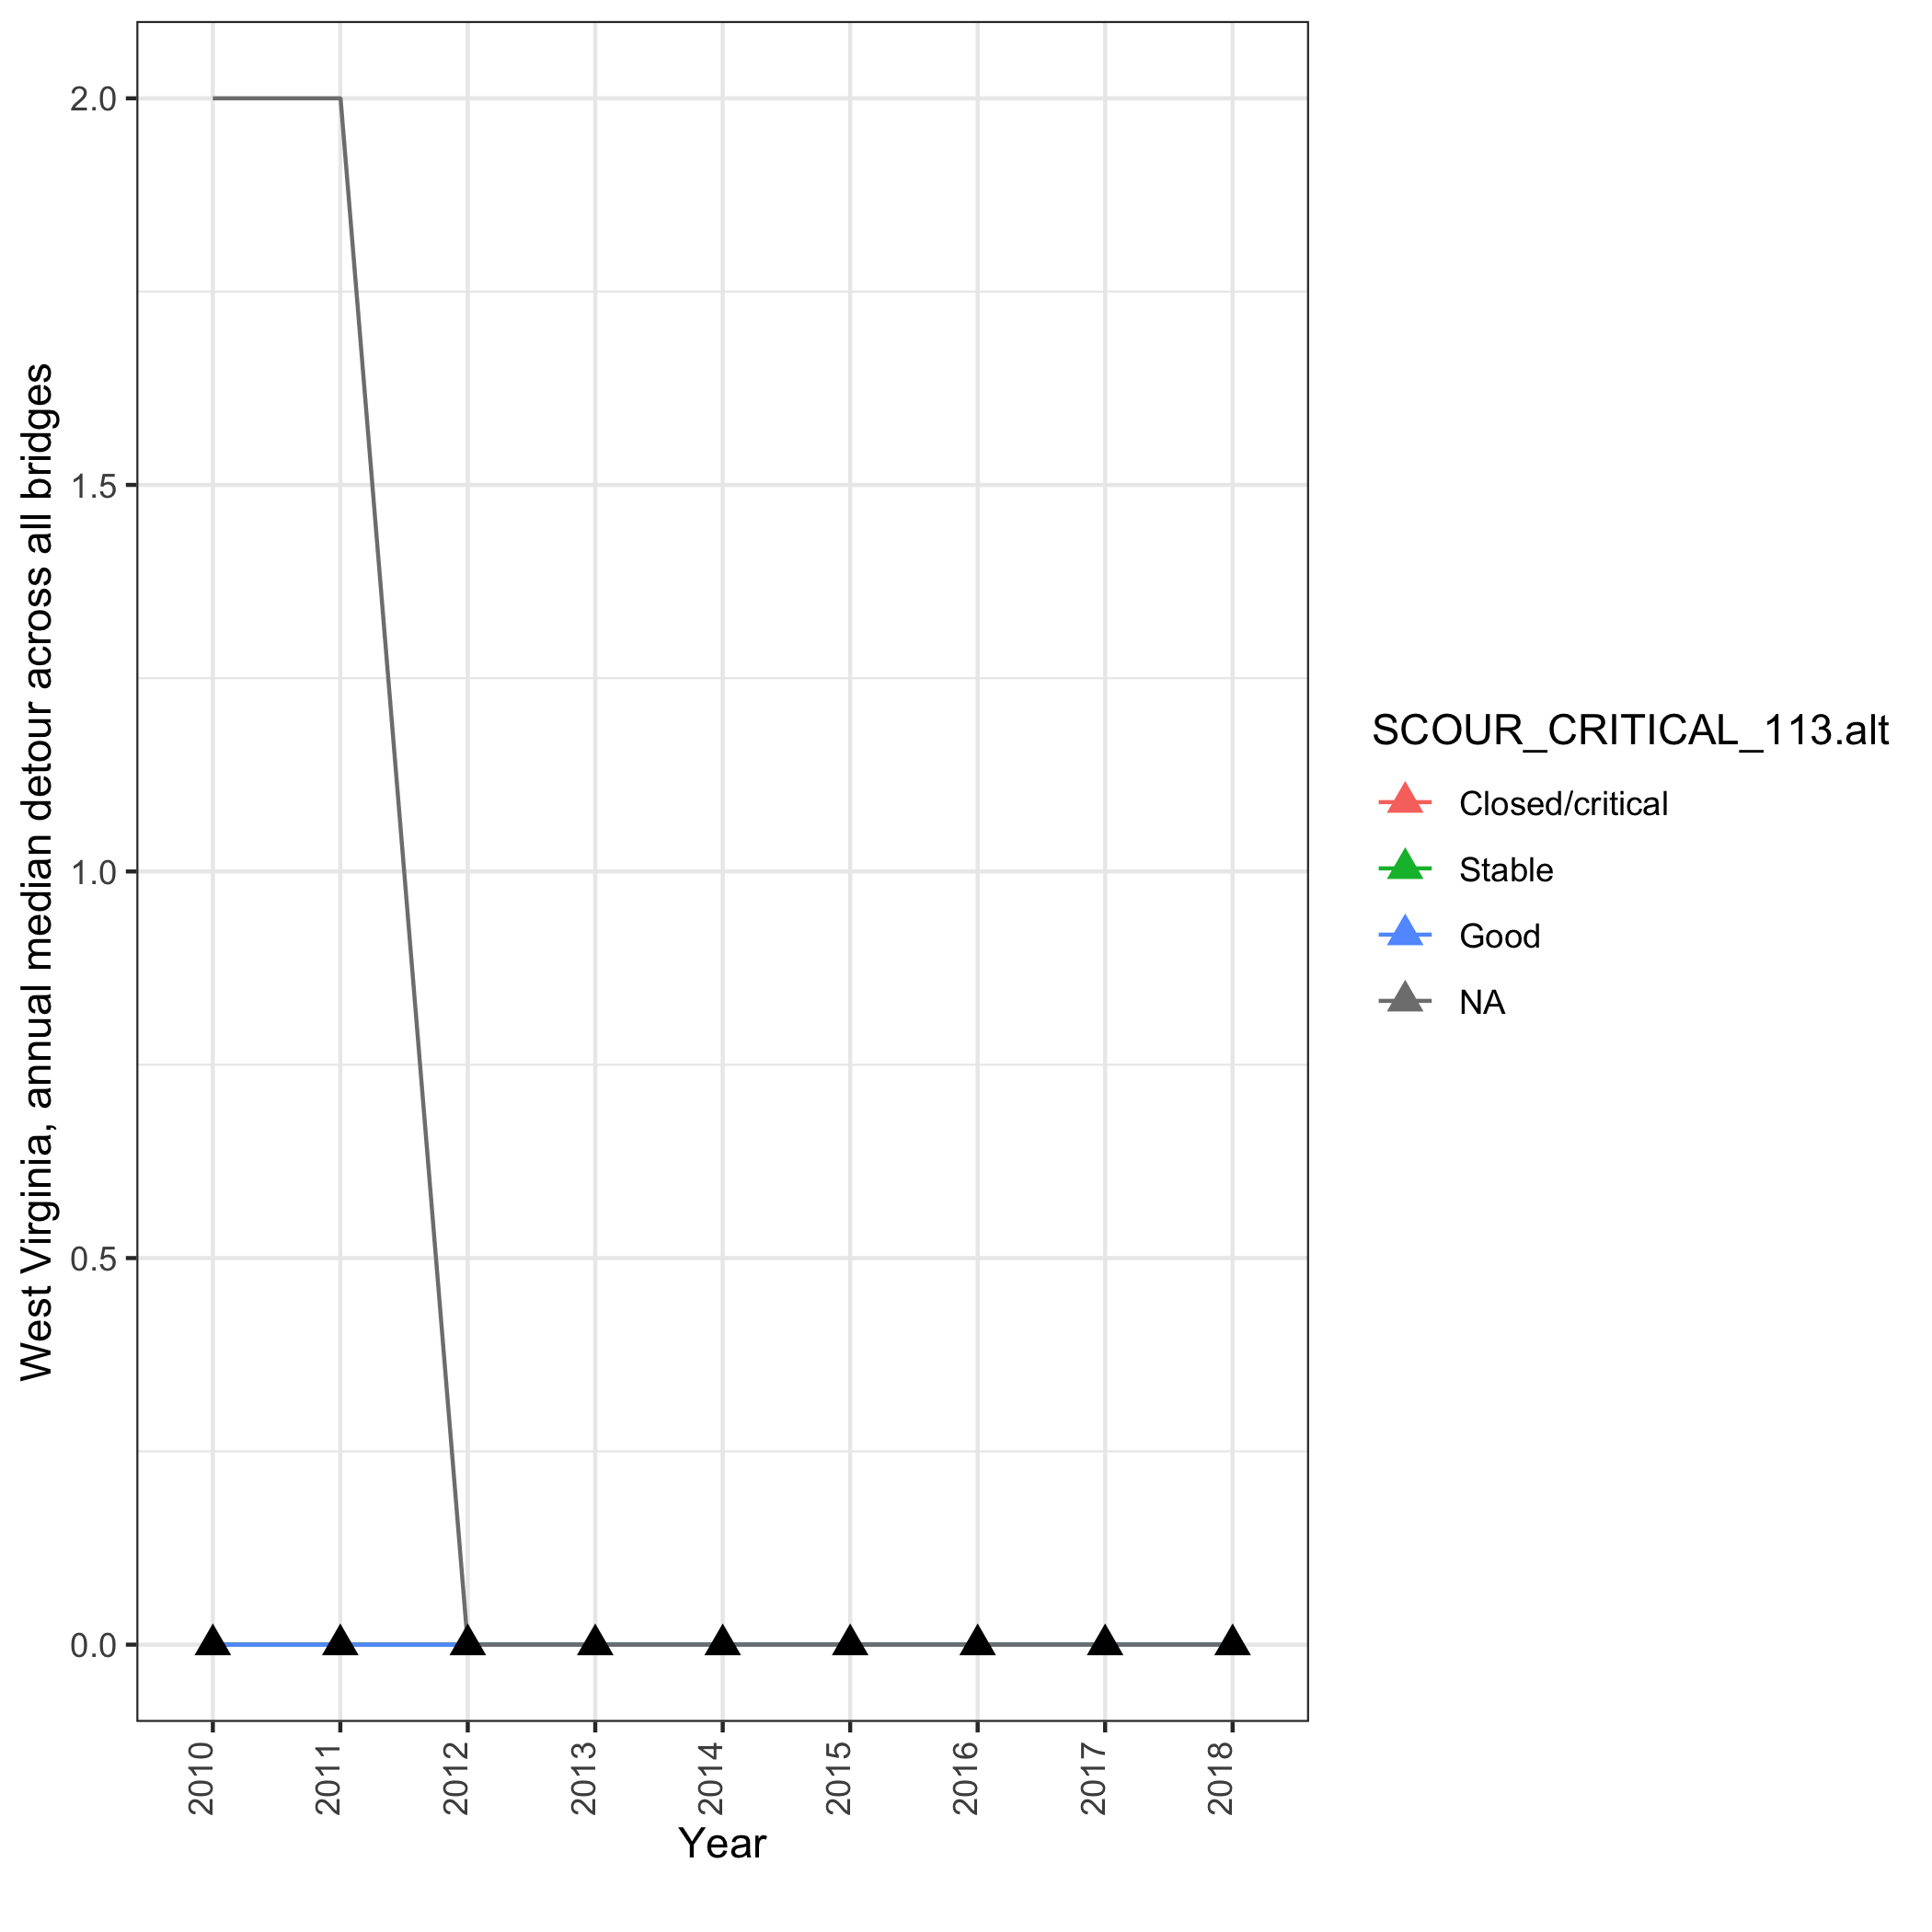 West Virginia, annual median detour across all bridges
2.0
1.5
1.0
0.5
0.0
2010
2011
2012
2013
2014
2015
2016
2017
2018
Year
SCOUR_CRITICAL_113.alt
Closed/critical
Stable
Good
NA